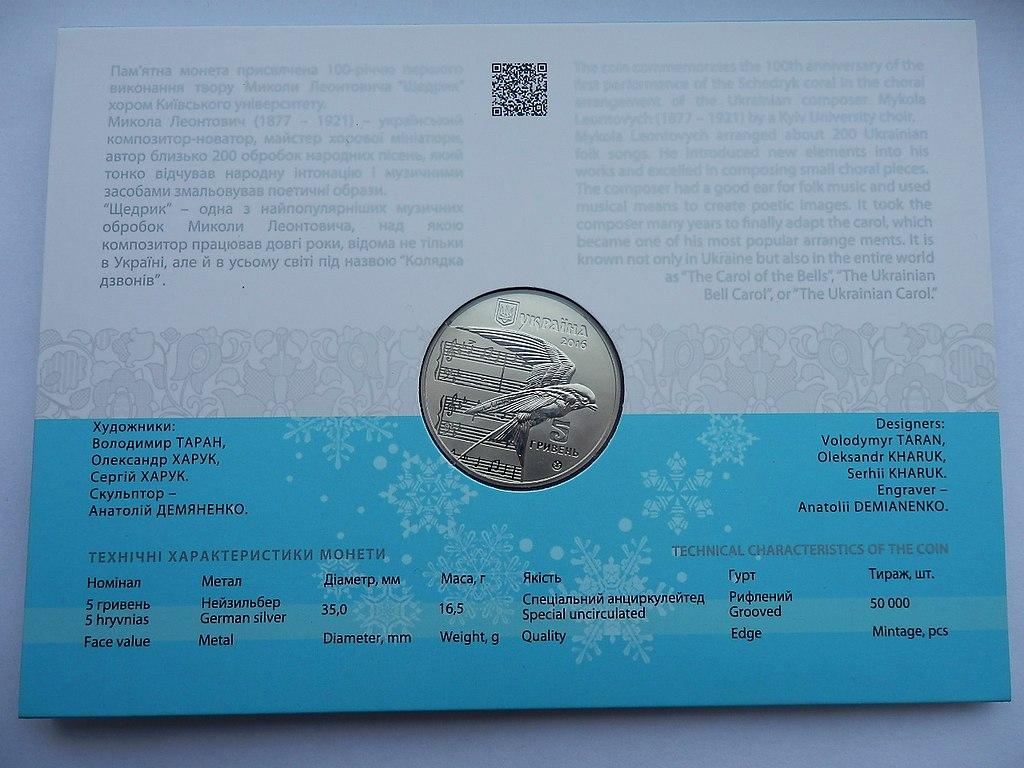 Пам'ятна монета присвячена 100-річчю першого
виконання твору Миколи Леонтовича "Щедрик"
хором Київського університету.
Микола Леонтович (1877 – 1921) – український
композитор-новатор, майстер хорової мініатюри,
автор близько 200 обробок народних пісень, який
тонко відчував народну інтонацію і музичними
засобами змальовував поетичні образи.
"Щедрик" – одна з найпопулярніших музичних
обробок Миколи Леонтовича, над якою
композитор працював довгі роки, відома не тільки
в Україні, але й в усьому світі під назвою "Колядка
дзвонів".
The coin commemorates the 100th anniversary of the
first performance of the Schedryk coral in the choral
arrangement of the Ukrainian composer Mykola
Leontovych (1877 – 1921) by a Kyiv University choir.
Mykola Leontovych arranged about 200 Ukrainian
folk songs. He introduced new elements into his
works and excelled in composing small choral pieces.
The composer had a good ear for folk music and used
musical means to create poetic images. It took the
composer many years to finally adapt the carol, which
became one of his most popular arrange ments. It is
known not only in Ukraine but also in the entire world
as "The Carol of the Bells", "The Ukrainian
Bell Carol", or "The Ukrainian Carol."
УКРАЇНА
2016
5
ГРИВЕНЬ
Художники:
Володимир ТАРАН,
Олександр ХАРУК,
Сергій ХАРУК.
Скульптор –
Анатолій ДЕМЯНЕНКО.
Designers:
Volodymyr TARAN,
Oleksandr KHARUK,
Serhii KHARUK.
Engraver –
Anatolii DEMIANENKO.
ТЕХНІЧНІ ХАРАКТЕРИСТИКИ МОНЕТИ
TECHNICAL CHARACTERISTICS OF THE COIN
Номінал Метал Діаметр, мм Маса, г Якість Гурт Тираж, шт.
5 гривень Нейзильбер 35,0 16,5 Спеціальний анциркулейтед Рифлений 50 000
5 hryvnias German silver Special uncirculated Grooved
Face value Metal Diameter, mm Weight, g Quality Edge Mintage, pcs